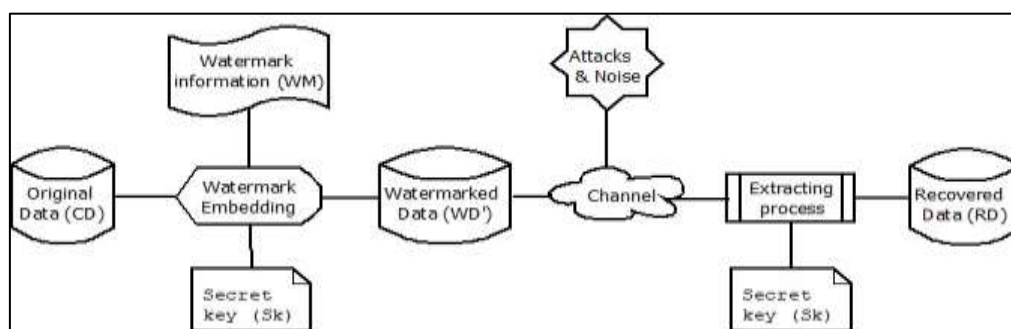 Watermark
information (WM)
Attacks
& Noise
Original
Data (CD)
Watermark
Embedding
Watermarked
Data (WD')
Channel
Extracting
process
Recovered
Data (RD)
Secret
key (Sk)
Secret
key (Sk)